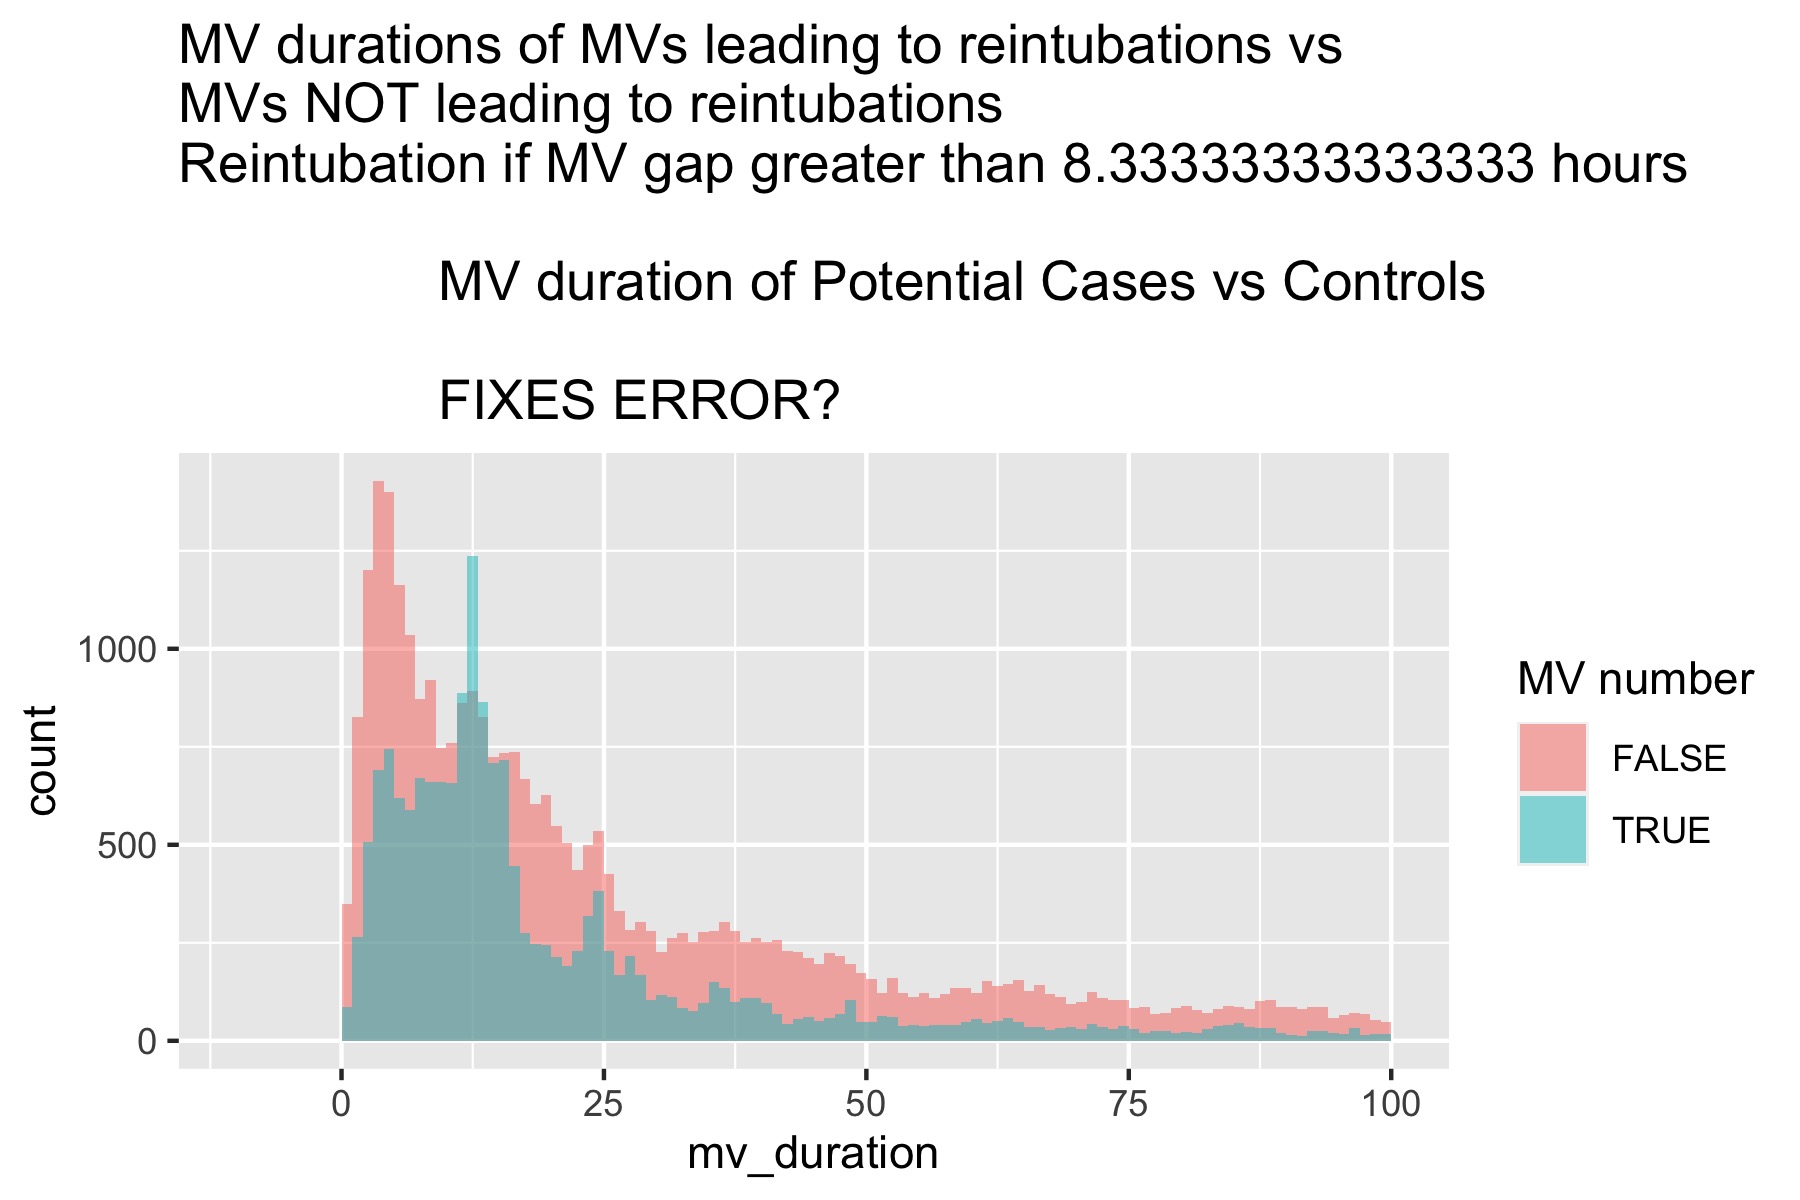 MV durations of MVs leading to reintubations vs
MVs NOT leading to reintubations
Reintubation if MV gap greater than 8.33333333333333 hours
MV duration of Potential Cases vs Controls
FIXES ERROR?
count
1000
500
0
0
25
50
75
100
mv_duration
MV number
FALSE
TRUE